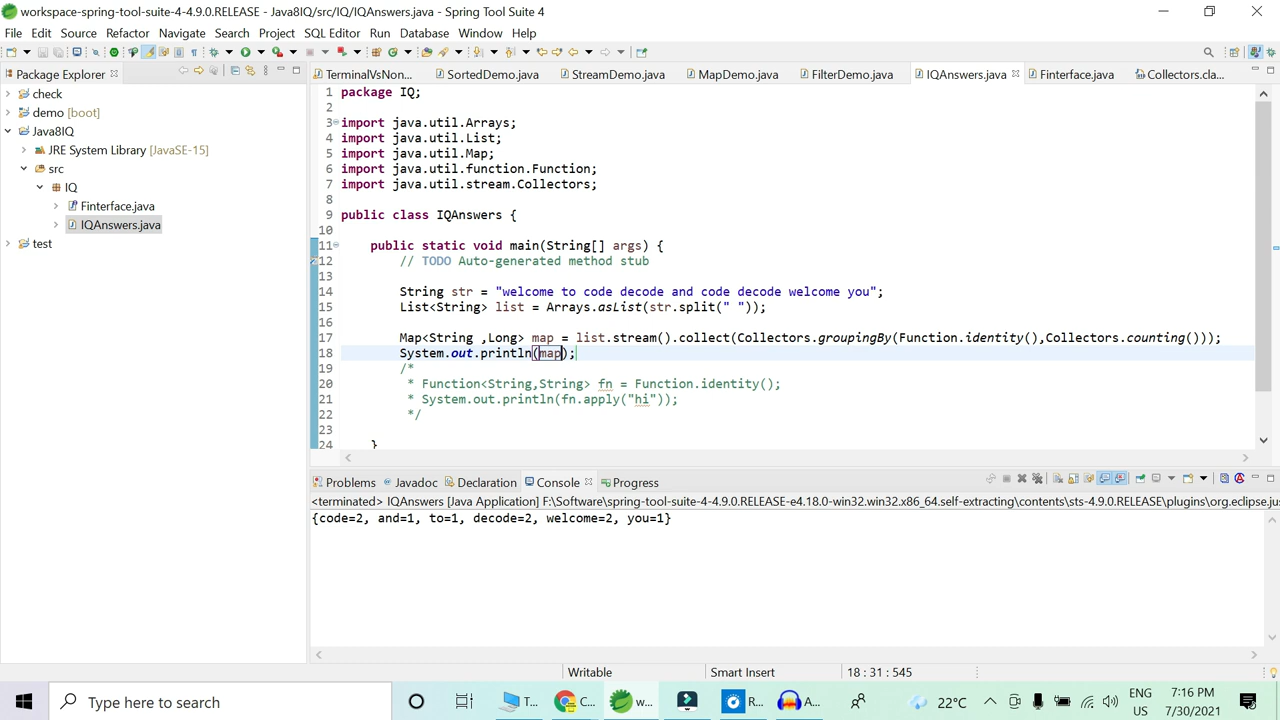 workspace-spring-tool-suite-4-4.9.0.RELEASE - Java8IQ/src/IQ/IQAnswers.java - Spring Tool Suite 4
File Edit Source Refactor Navigate Search Project SQL Editor Run Database Window Help
Package Explorer
TerminalVsNon... SortedDemo.java StreamDemo.java MapDemo.java FilterDemo.java IQAnswers.java Finterface.java Collectors.cla...
check
demo [boot]
Java8IQ
JRE System Library [JavaSE-15]
src
IQ
Finterface.java
IQAnswers.java
test
1 package IQ;
2
3 import java.util.Arrays;
4 import java.util.List;
5 import java.util.Map;
6 import java.util.function.Function;
7 import java.util.stream.Collectors;
8
9 public class IQAnswers {
10
11 public static void main(String[] args) {
12 // TODO Auto-generated method stub
13
14 String str = "welcome to code decode and code decode welcome you";
15 List<String> list = Arrays.asList(str.split(" "));
16
17 Map<String ,Long> map = list.stream().collect(Collectors.groupingBy(Function.identity(),Collectors.counting()));
18 System.out.println(map);
19 /*
20 * Function<String,String> fn = Function.identity();
21 * System.out.println(fn.apply("hi"));
22 */
23
24 }
Problems Javadoc Declaration Console Progress
<terminated> IQAnswers [Java Application] F:\Software\spring-tool-suite-4-4.9.0.RELEASE-e4.18.0-win32.win32.x86_64.self-extracting\contents\sts-4.9.0.RELEASE\plugins\org.eclipse.jus
{code=2, and=1, to=1, decode=2, welcome=2, you=1}
Writable Smart Insert 18 : 31 : 545
Type here to search
T... C... w... R... A...
22°C
ENG
US
7:16 PM
7/30/2021